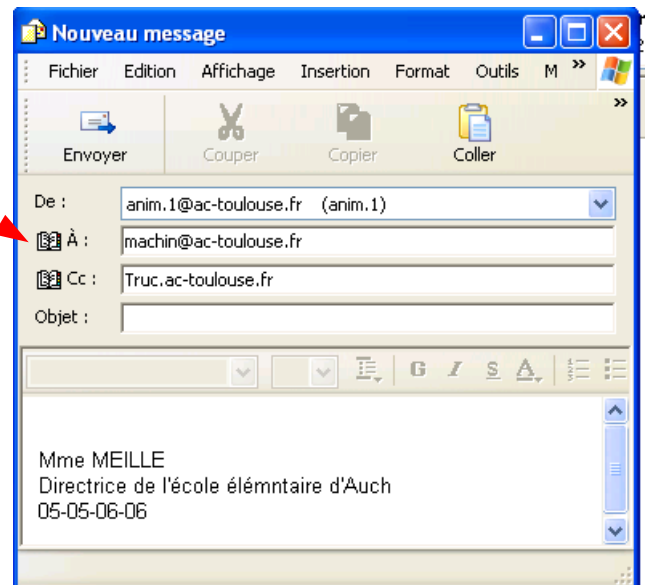 Nouveau message
Fichier Edition Affichage Insertion Format Outils M »
Envoyer Couper Copier Coller »
De : anim.1@ac-toulouse.fr (anim.1)
À : machin@ac-toulouse.fr
Cc : Truc.ac-toulouse.fr
Objet :
G I S A
Mme MEILLE
Directrice de l'école élémntaire d'Auch
05-05-06-06